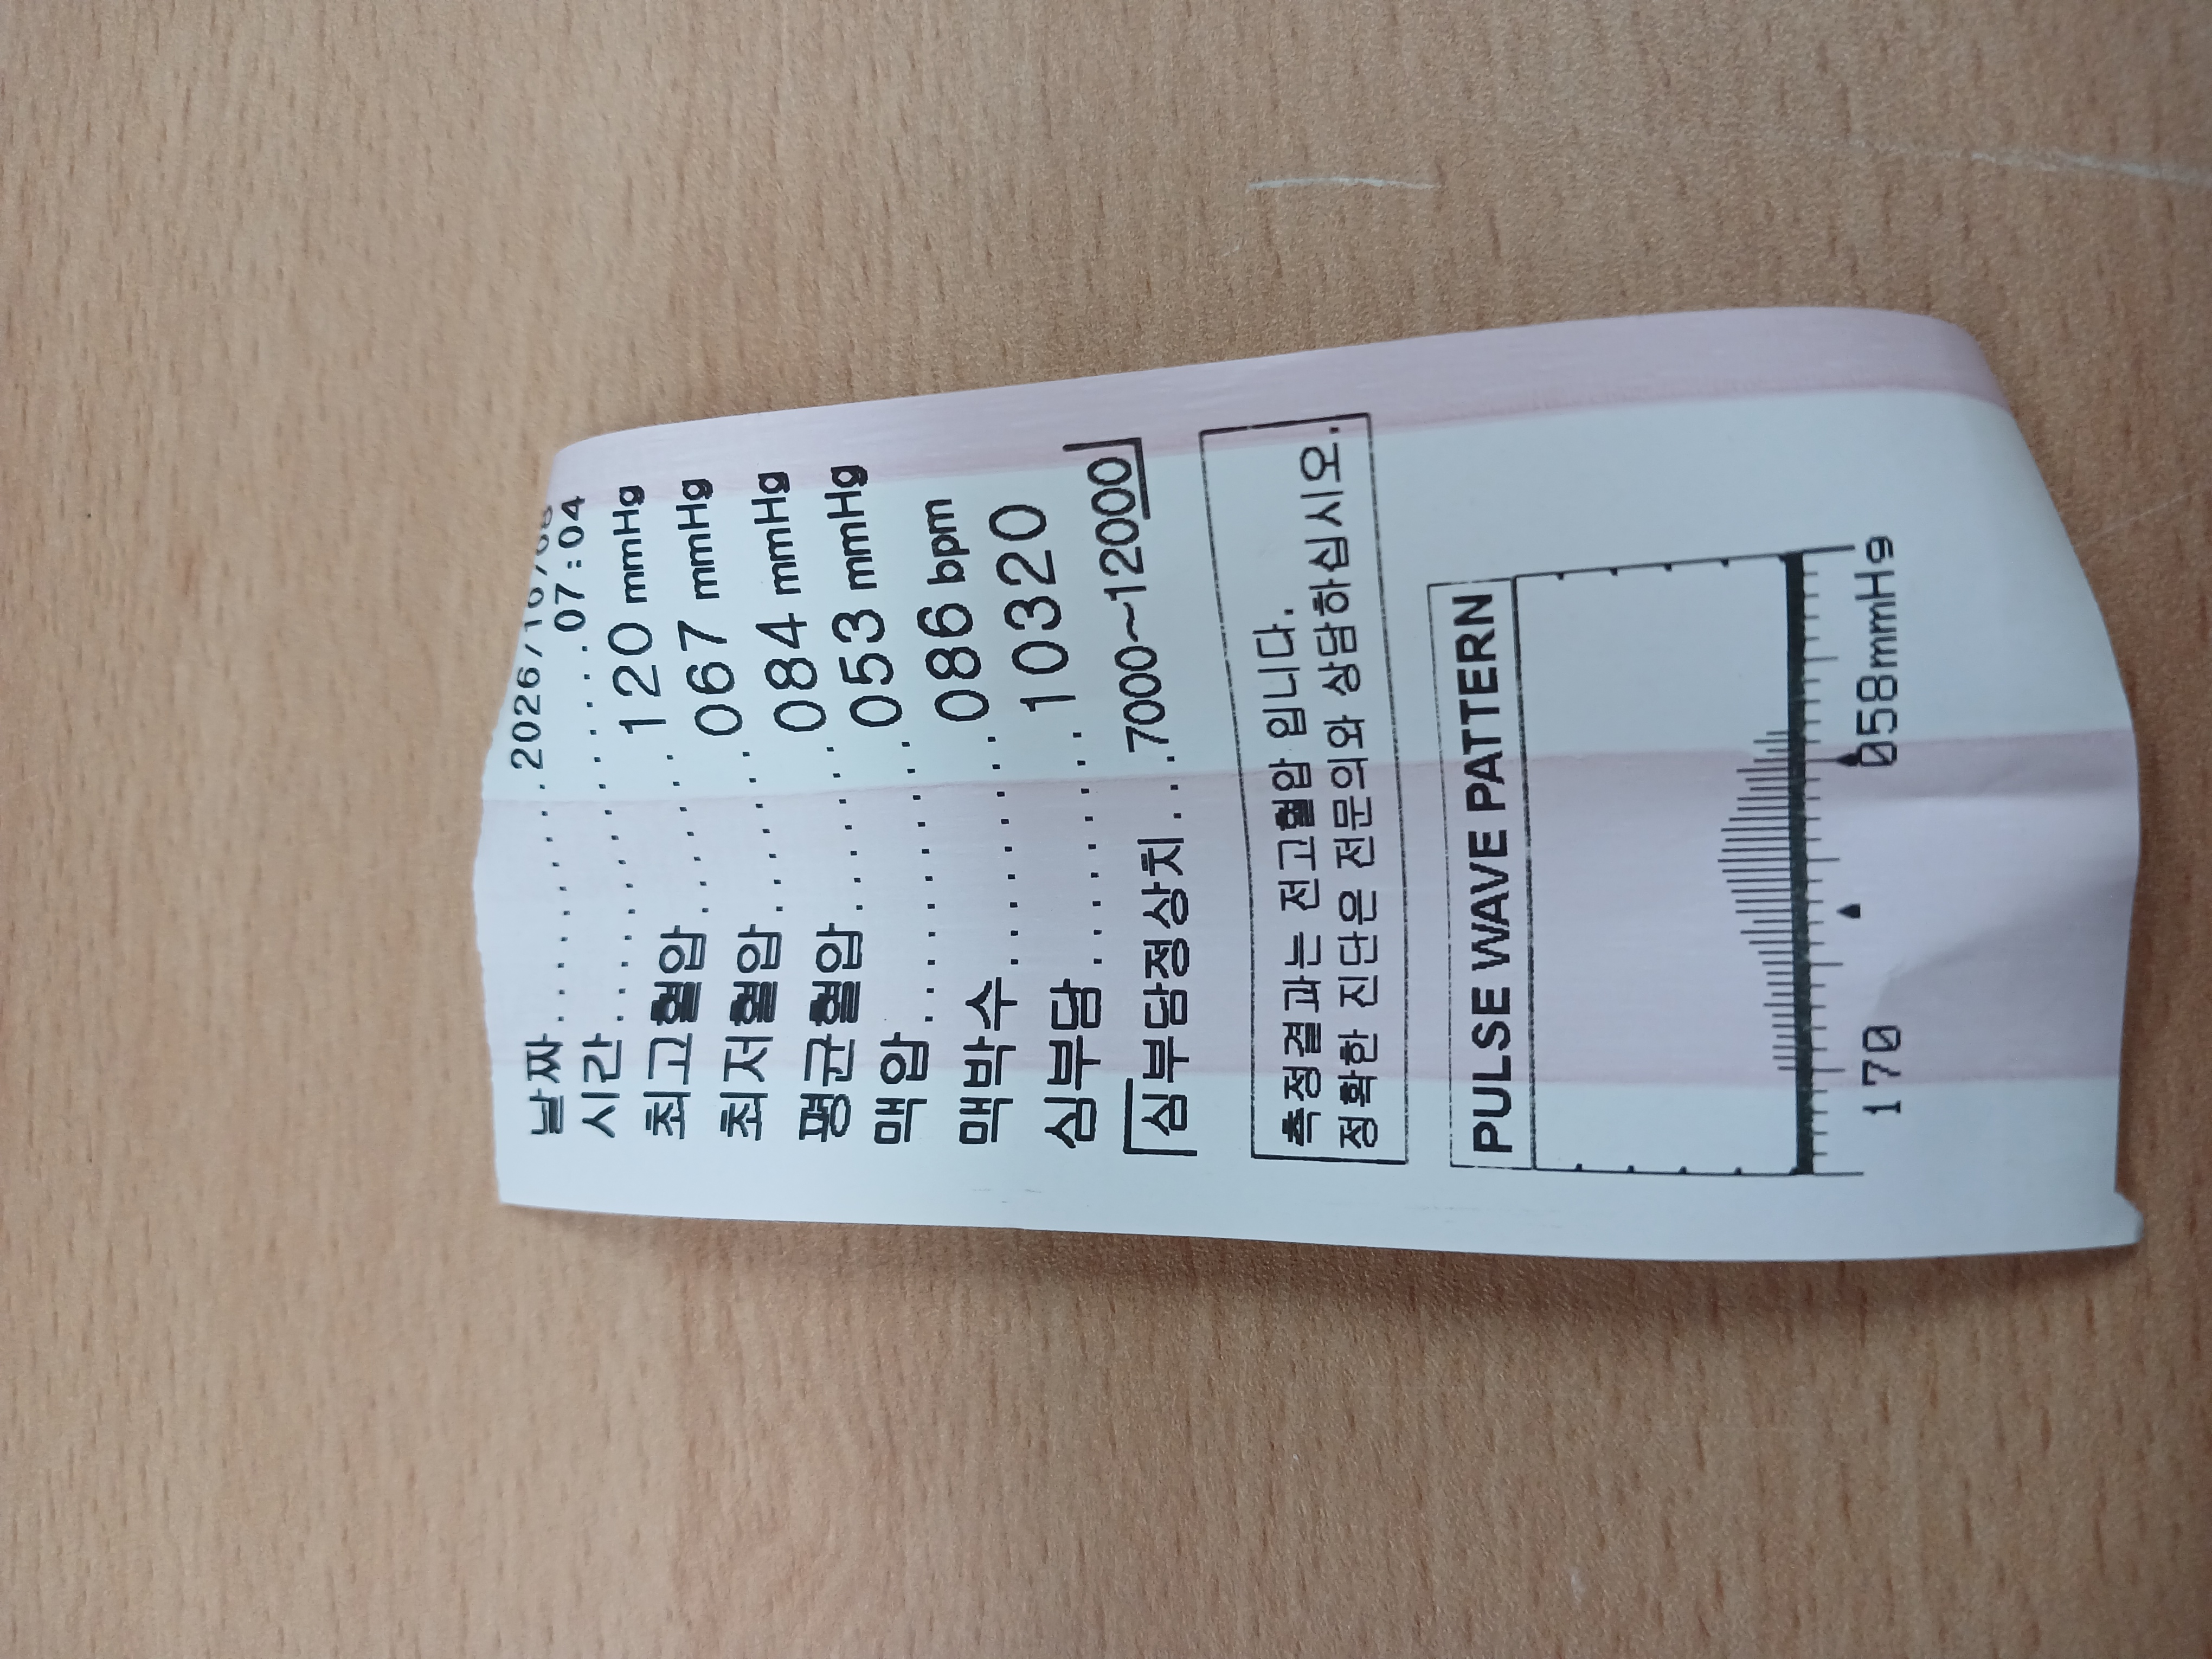 날짜................2026/10/08
시간................07:04
최고혈압..........120 mmHg
최저혈압..........067 mmHg
평균혈압..........084 mmHg
맥압................053 mmHg
맥박수............086 bpm
심부담............10320
[심부담정상치...7000~12000]
측정결과는 전고혈압 입니다.
정확한 진단은 전문의와 상담하십시오.
PULSE WAVE PATTERN
170 058mmHg